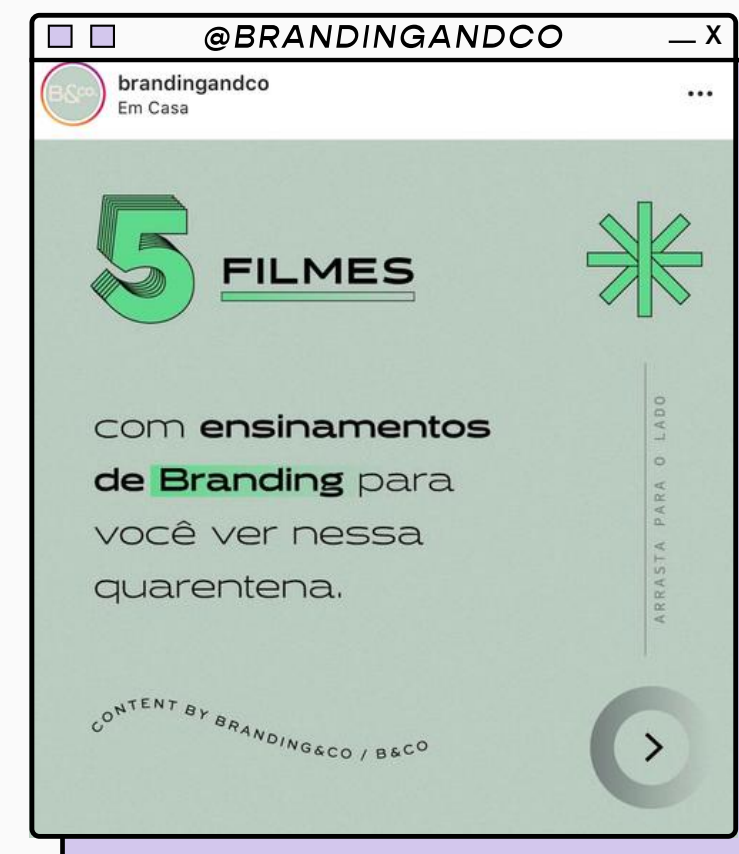 @BRANDINGANDCO
X
B&co.
brandingandco
Em Casa
5 FILMES
com ensinamentos
de Branding para
você ver nessa
quarentena.
ARRASTA PARA O LADO
CONTENT BY BRANDING&CO / B&CO